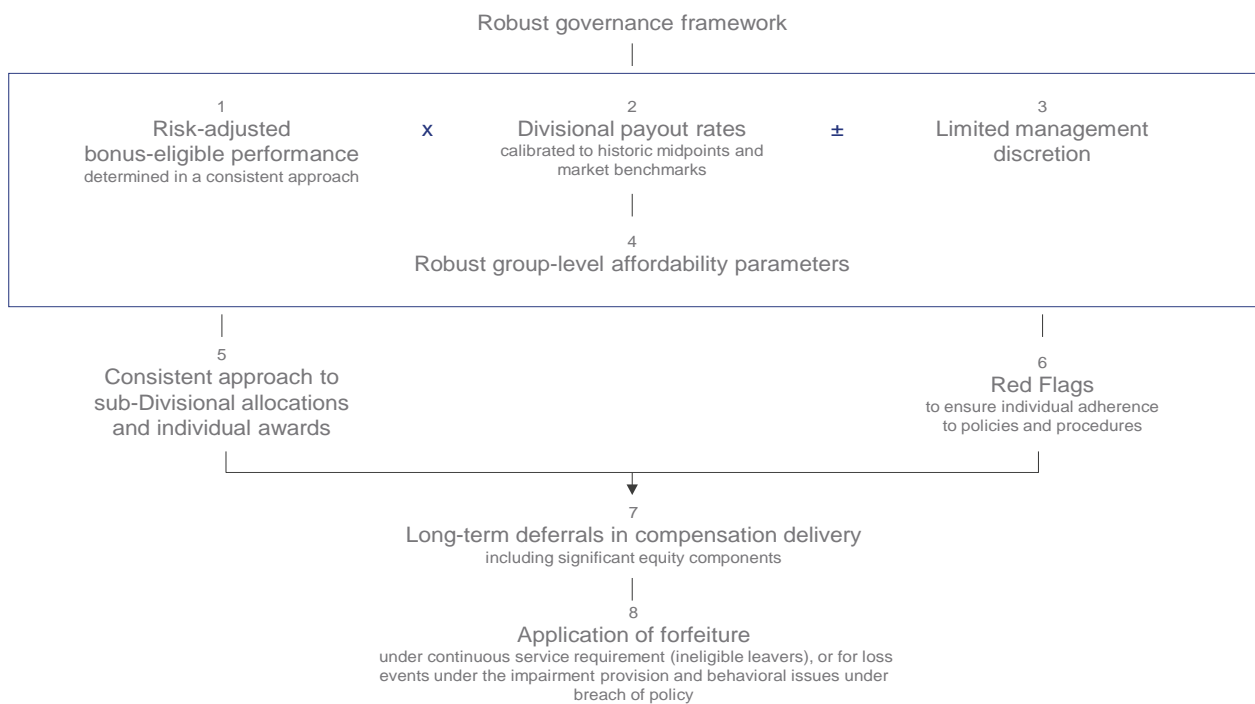 Robust governance framework
1
Risk-adjusted
bonus-eligible performance
determined in a consistent approach
x
2
Divisional payout rates
calibrated to historic midpoints and
market benchmarks
±
3
Limited management
discretion
4
Robust group-level affordability parameters
5
Consistent approach to
sub-Divisional allocations
and individual awards
6
Red Flags
to ensure individual adherence
to policies and procedures
7
Long-term deferrals in compensation delivery
including significant equity components
8
Application of forfeiture
under continuous service requirement (ineligible leavers), or for loss
events under the impairment provision and behavioral issues under
breach of policy